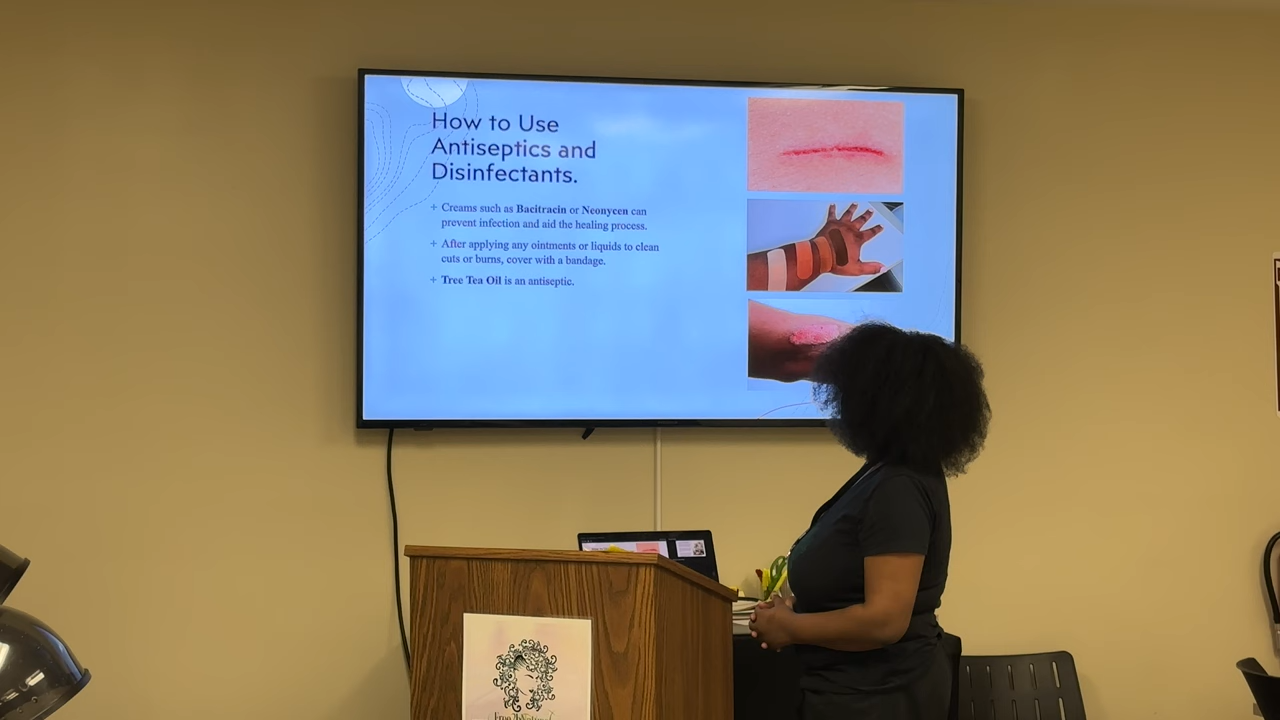 How to Use
Antiseptics and
Disinfectants.
+ Creams such as Bacitracin or Neonycen can
prevent infection and aid the healing process.
+ After applying any ointments or liquids to clean
cuts or burns, cover with a bandage.
+ Tree Tea Oil is an antiseptic.